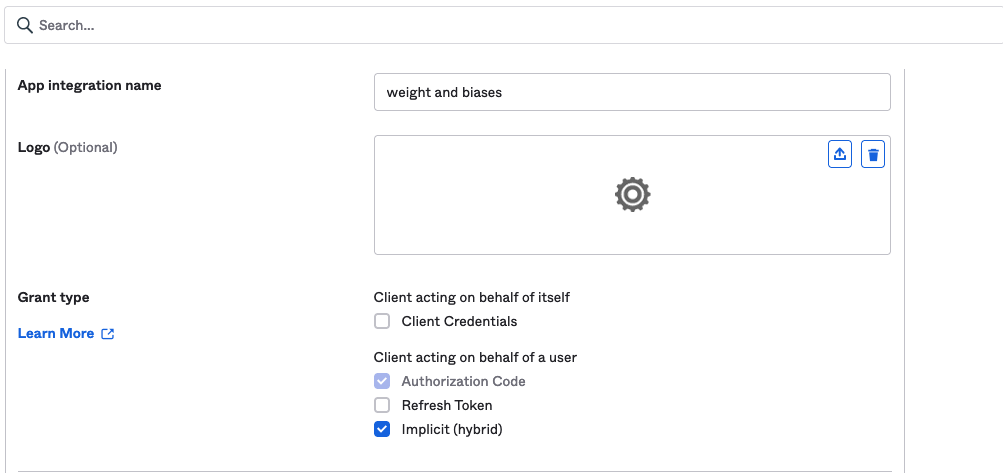 Search...
App integration name
weight and biases
Logo (Optional)
Grant type
Client acting on behalf of itself
Client Credentials
Learn More
Client acting on behalf of a user
Authorization Code
Refresh Token
Implicit (hybrid)